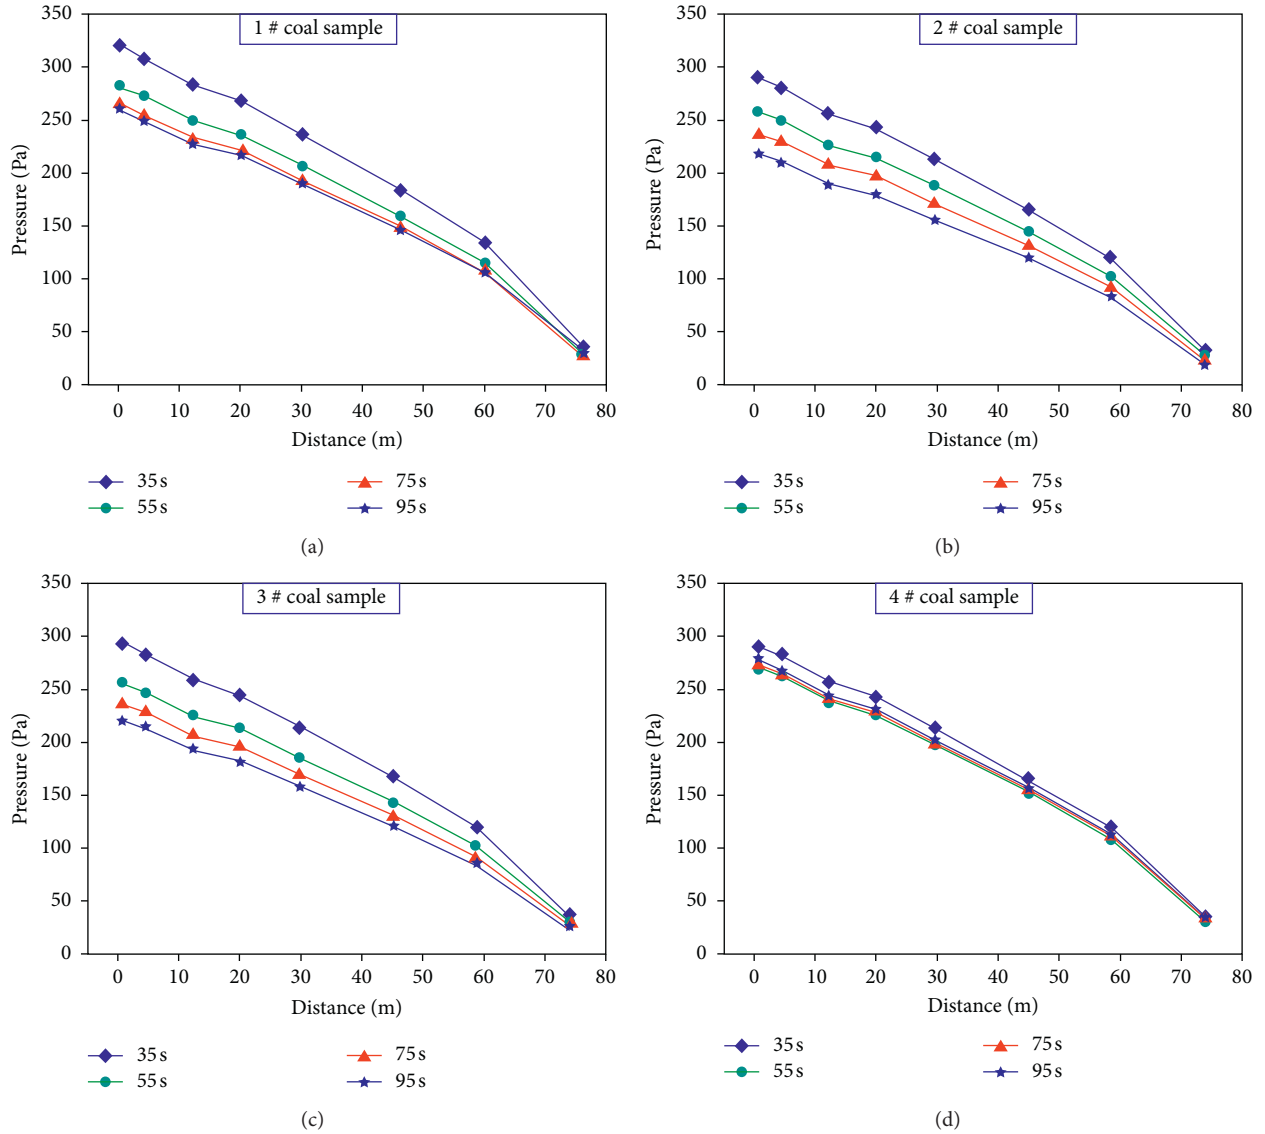 1 # coal sample
350
300
250
200
150
100
50
0
Pressure (Pa)
0 10 20 30 40 50 60 70 80
Distance (m)
35 s 75 s
55 s 95 s
(a)
2 # coal sample
350
300
250
200
150
100
50
0
Pressure (Pa)
0 10 20 30 40 50 60 70 80
Distance (m)
35 s 75 s
55 s 95 s
(b)
3 # coal sample
350
300
250
200
150
100
50
0
Pressure (Pa)
0 10 20 30 40 50 60 70 80
Distance (m)
35 s 75 s
55 s 95 s
(c)
4 # coal sample
350
300
250
200
150
100
50
0
Pressure (Pa)
0 10 20 30 40 50 60 70 80
Distance (m)
35 s 75 s
55 s 95 s
(d)